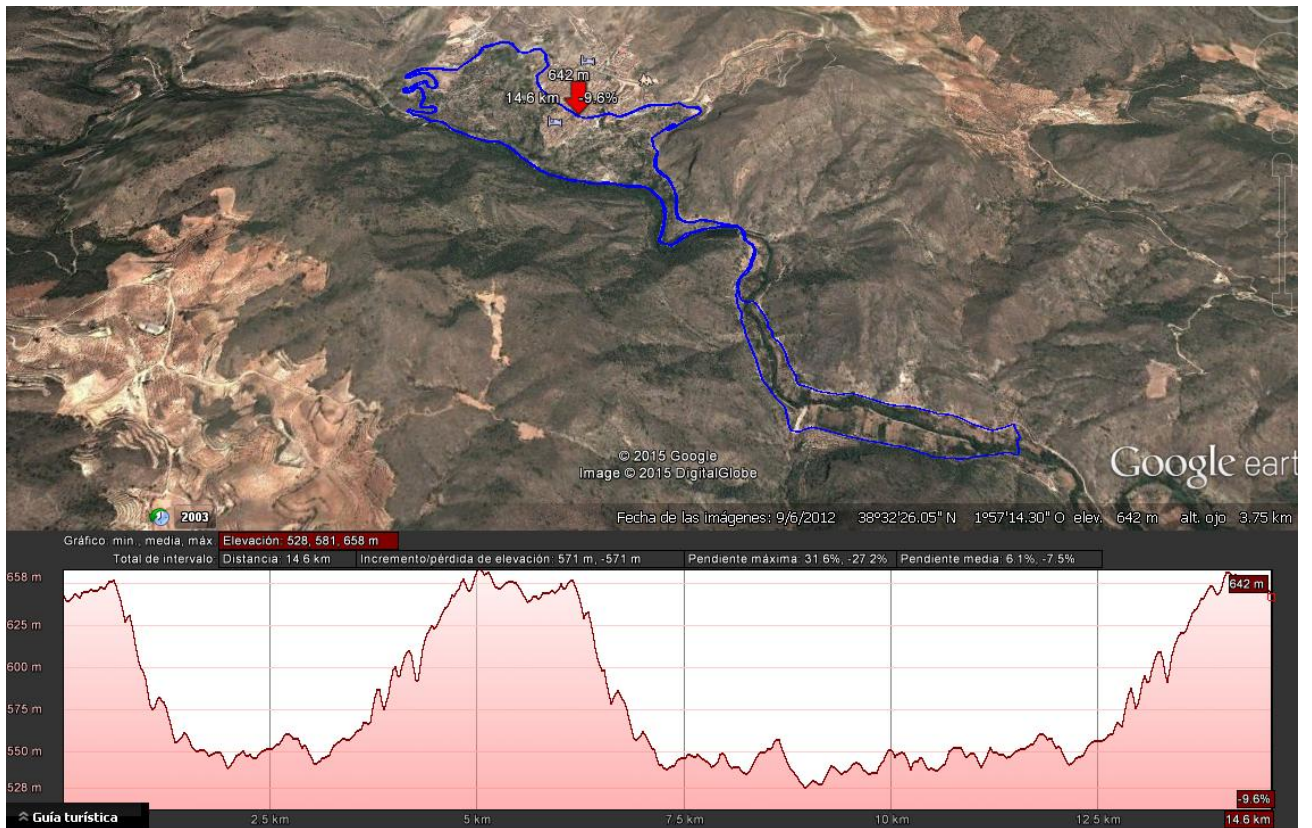 642 m
14.6 km -9.6%
© 2015 Google
Image © 2015 DigitalGlobe
Google eart
2003
Fecha de las imágenes: 9/6/2012 38°32'26.05" N 1°57'14.30" O elev. 642 m alt. ojo 3.75 km
Gráfico: mín., media, máx. Elevación: 528, 581, 658 m
Total de intervalo: Distancia: 14.6 km Incremento/pérdida de elevación: 571 m, -571 m Pendiente máxima: 31.6%, -27.2% Pendiente media: 6.1%, -7.5%
658 m
642 m
625 m
600 m
575 m
550 m
528 m
-9.6%
Guía turística
2.5 km 5 km 7.5 km 10 km 12.5 km 14.6 km